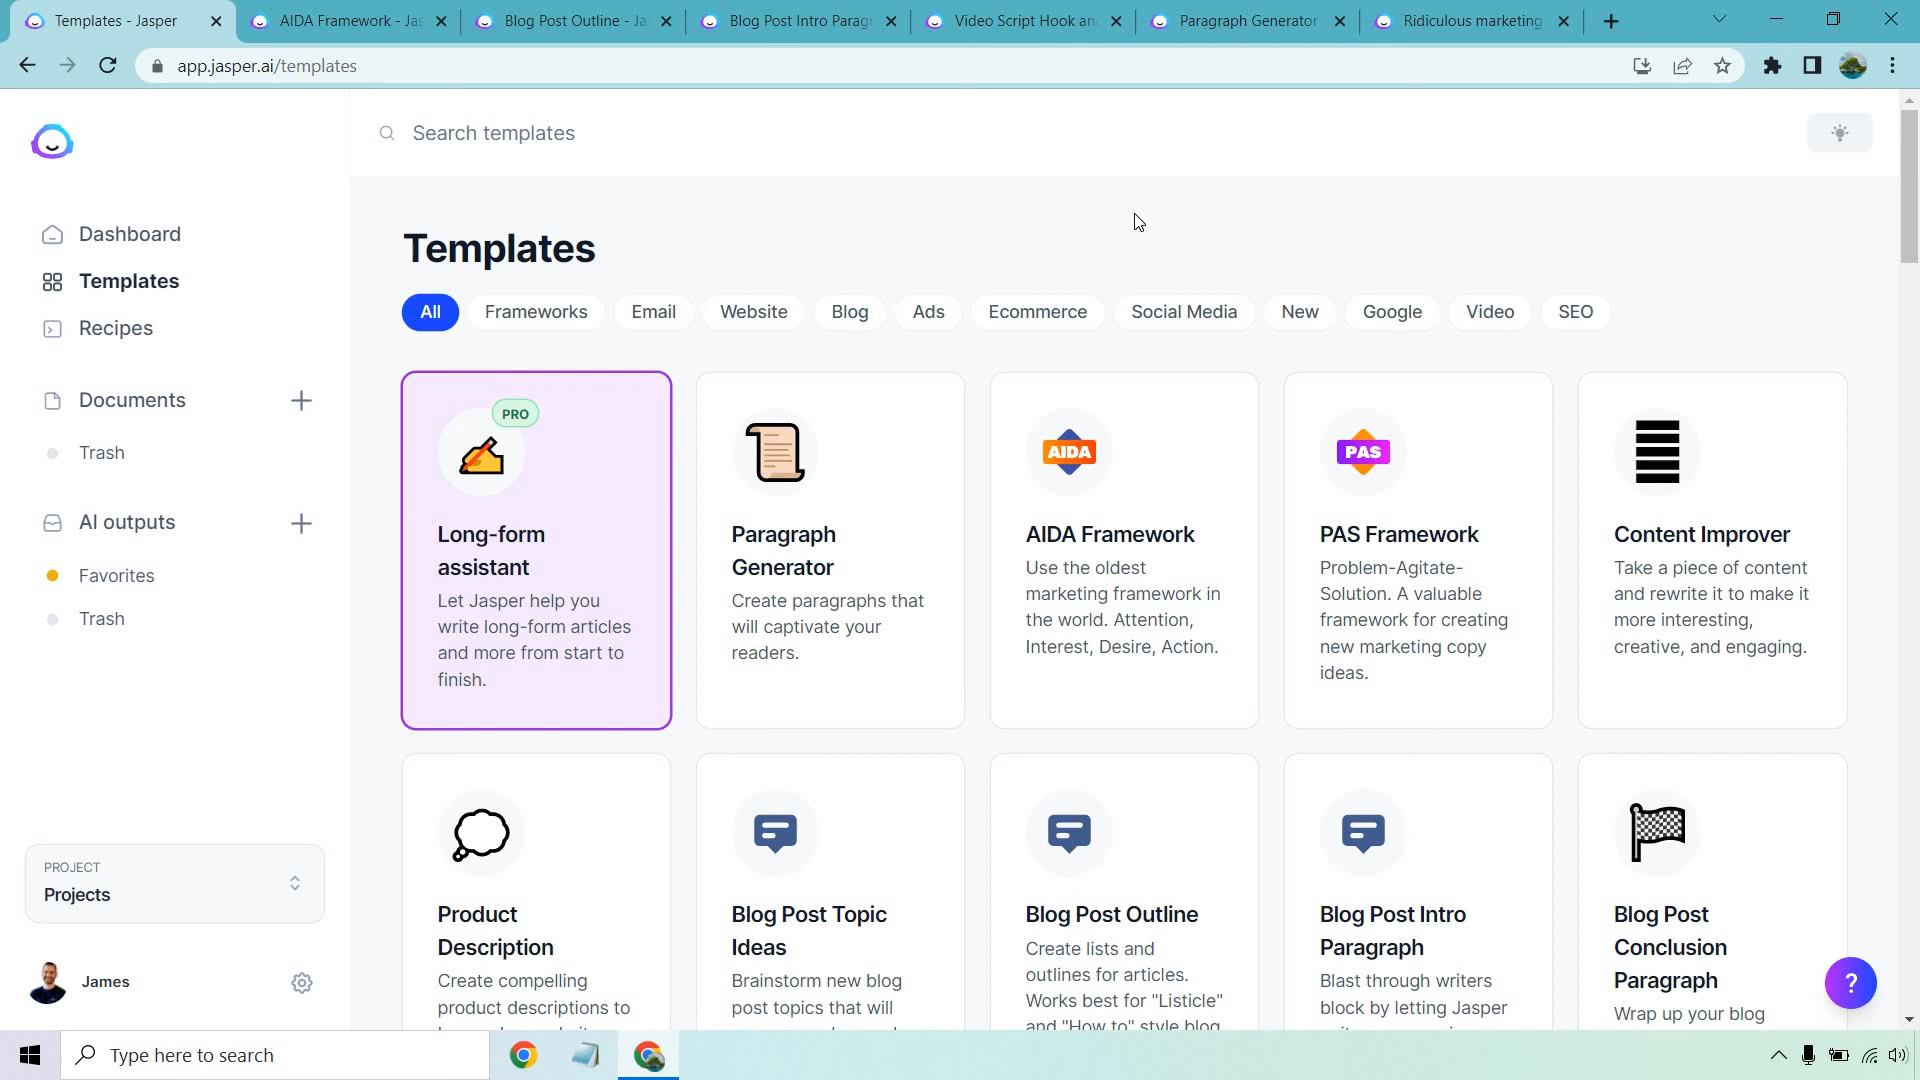 Templates - Jasper
AIDA Framework - Jas
Blog Post Outline - Ja
Blog Post Intro Paragr
Video Script Hook an
Paragraph Generator
Ridiculous marketing
app.jasper.ai/templates
Search templates
Dashboard
Templates
Recipes
Documents
Trash
AI outputs
Favorites
Trash
PROJECT
Projects
James
Templates
All
Frameworks
Email
Website
Blog
Ads
Ecommerce
Social Media
New
Google
Video
SEO
PRO
Long-form
assistant
Let Jasper help you
write long-form articles
and more from start to
finish.
Paragraph
Generator
Create paragraphs that
will captivate your
readers.
AIDA
AIDA Framework
Use the oldest
marketing framework in
the world. Attention,
Interest, Desire, Action.
PAS
PAS Framework
Problem-Agitate-
Solution. A valuable
framework for creating
new marketing copy
ideas.
Content Improver
Take a piece of content
and rewrite it to make it
more interesting,
creative, and engaging.
Product
Description
Create compelling
product descriptions to
Blog Post Topic
Ideas
Brainstorm new blog
post topics that will
Blog Post Outline
Create lists and
outlines for articles.
Works best for "Listicle"
and "How to" style blog
Blog Post Intro
Paragraph
Blast through writers
block by letting Jasper
Blog Post
Conclusion
Paragraph
Wrap up your blog
?
Type here to search